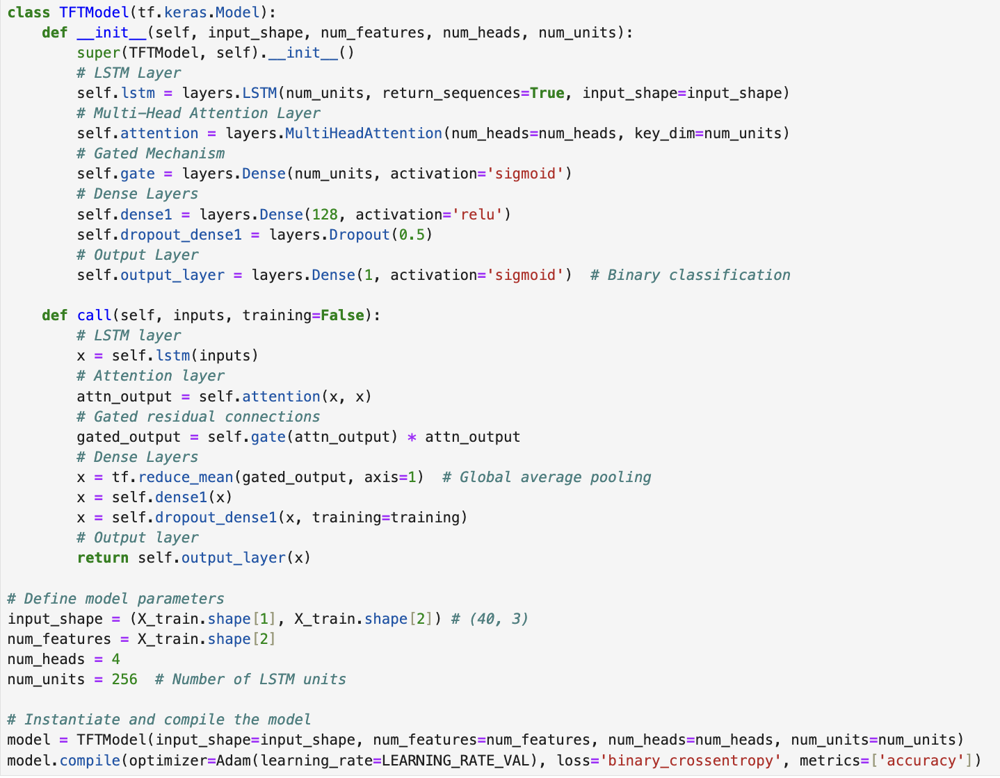 class TFTModel(tf.keras.Model):
    def __init__(self, input_shape, num_features, num_heads, num_units):
        super(TFTModel, self).__init__()
        # LSTM Layer
        self.lstm = layers.LSTM(num_units, return_sequences=True, input_shape=input_shape)
        # Multi-Head Attention Layer
        self.attention = layers.MultiHeadAttention(num_heads=num_heads, key_dim=num_units)
        # Gated Mechanism
        self.gate = layers.Dense(num_units, activation='sigmoid')
        # Dense Layers
        self.dense1 = layers.Dense(128, activation='relu')
        self.dropout_dense1 = layers.Dropout(0.5)
        # Output Layer
        self.output_layer = layers.Dense(1, activation='sigmoid')  # Binary classification

    def call(self, inputs, training=False):
        # LSTM layer
        x = self.lstm(inputs)
        # Attention layer
        attn_output = self.attention(x, x)
        # Gated residual connections
        gated_output = self.gate(attn_output) * attn_output
        # Dense Layers
        x = tf.reduce_mean(gated_output, axis=1)  # Global average pooling
        x = self.dense1(x)
        x = self.dropout_dense1(x, training=training)
        # Output layer
        return self.output_layer(x)

# Define model parameters
input_shape = (X_train.shape[1], X_train.shape[2]) # (40, 3)
num_features = X_train.shape[2]
num_heads = 4
num_units = 256  # Number of LSTM units

# Instantiate and compile the model
model = TFTModel(input_shape=input_shape, num_features=num_features, num_heads=num_heads, num_units=num_units)
model.compile(optimizer=Adam(learning_rate=LEARNING_RATE_VAL), loss='binary_crossentropy', metrics=['accuracy'])